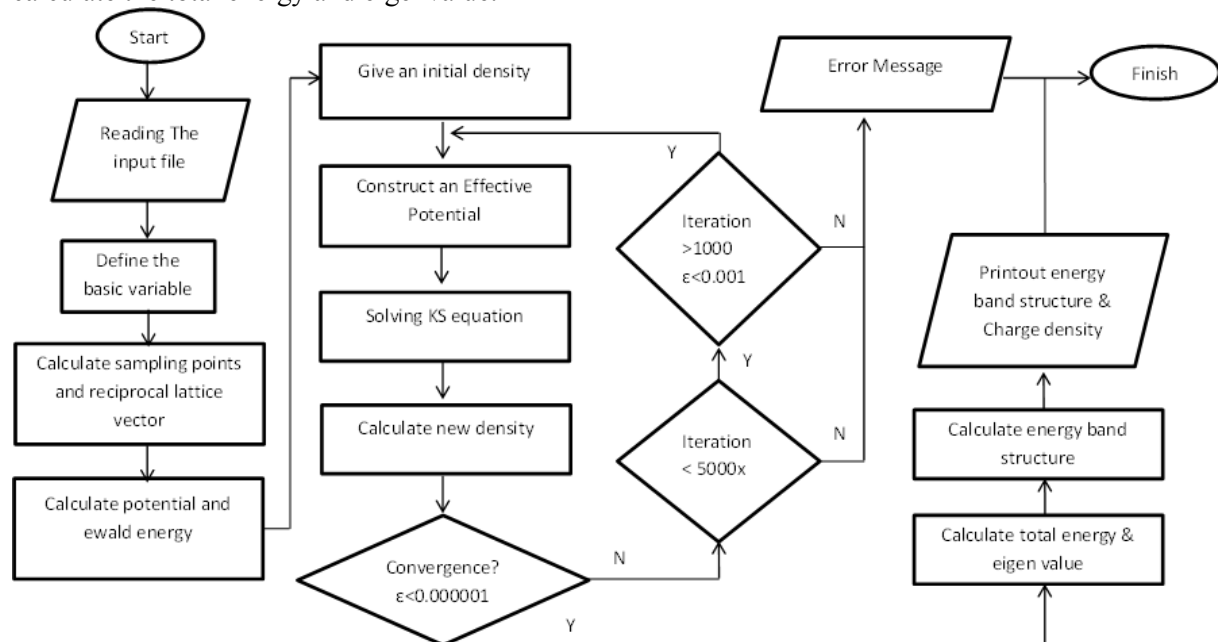 Start
Reading The
input file
Define the
basic variable
Calculate sampling points
and reciprocal lattice
vector
Calculate potential and
ewald energy
Give an initial density
Construct an Effective
Potential
Solving KS equation
Calculate new density
Convergence?
ε<0.000001
N
Y
Iteration
< 5000x
Y
N
Iteration
>1000
ε<0.001
Y
N
Error Message
Finish
Printout energy
band structure &
Charge density
Calculate energy band
structure
Calculate total energy &
eigen value